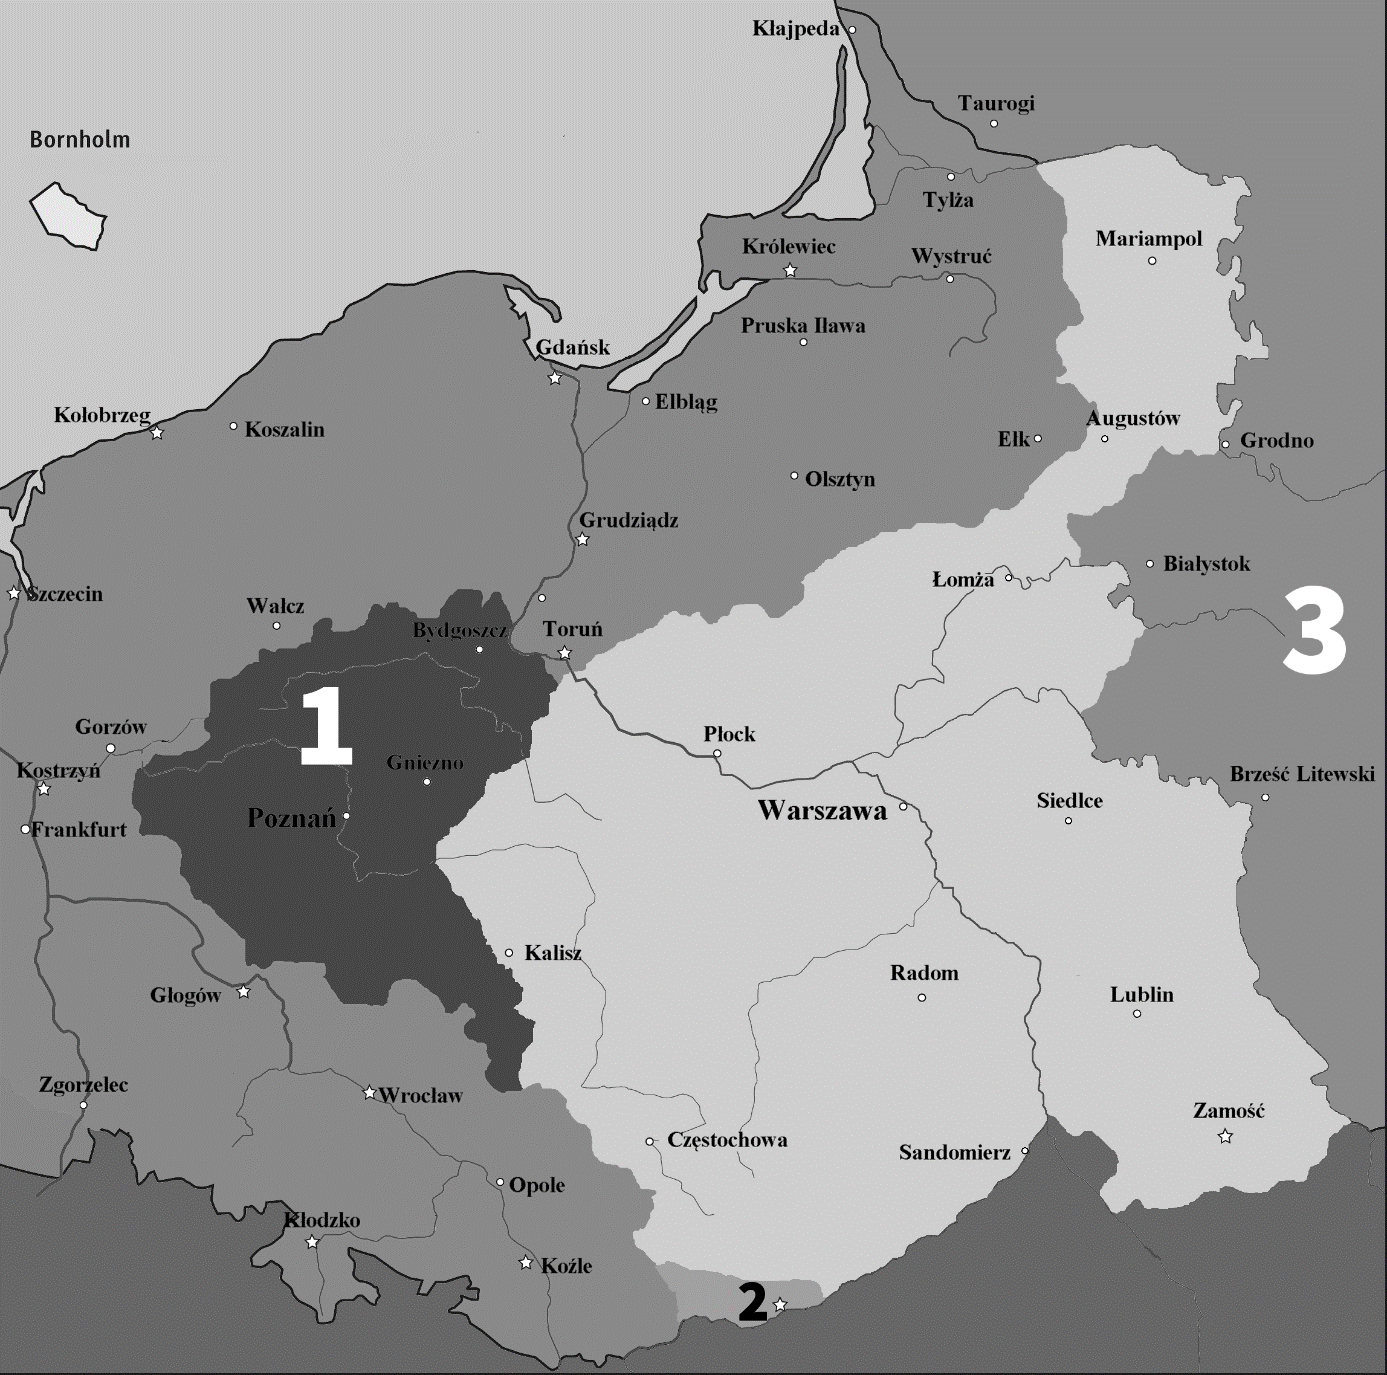 Kłajpeda
Taurogi
Bornholm
Tylża
Mariampol
Królewiec
Wystruć
Pruska Iława
Gdańsk
Elbląg
Kołobrzeg
Koszalin
Augustów
Ełk
Grodno
Olsztyn
Grudziądz
Białystok
Łomża
Szczecin
Wałcz
Bydgoszcz
Toruń
3
1
Gorzów
Płock
Gniezno
Kostrzyń
Brześć Litewski
Siedlce
Warszawa
Poznań
Frankfurt
Kalisz
Radom
Głogów
Lublin
Zgorzelec
Wrocław
Zamość
Częstochowa
Sandomierz
Opole
Kłodzko
Koźle
2